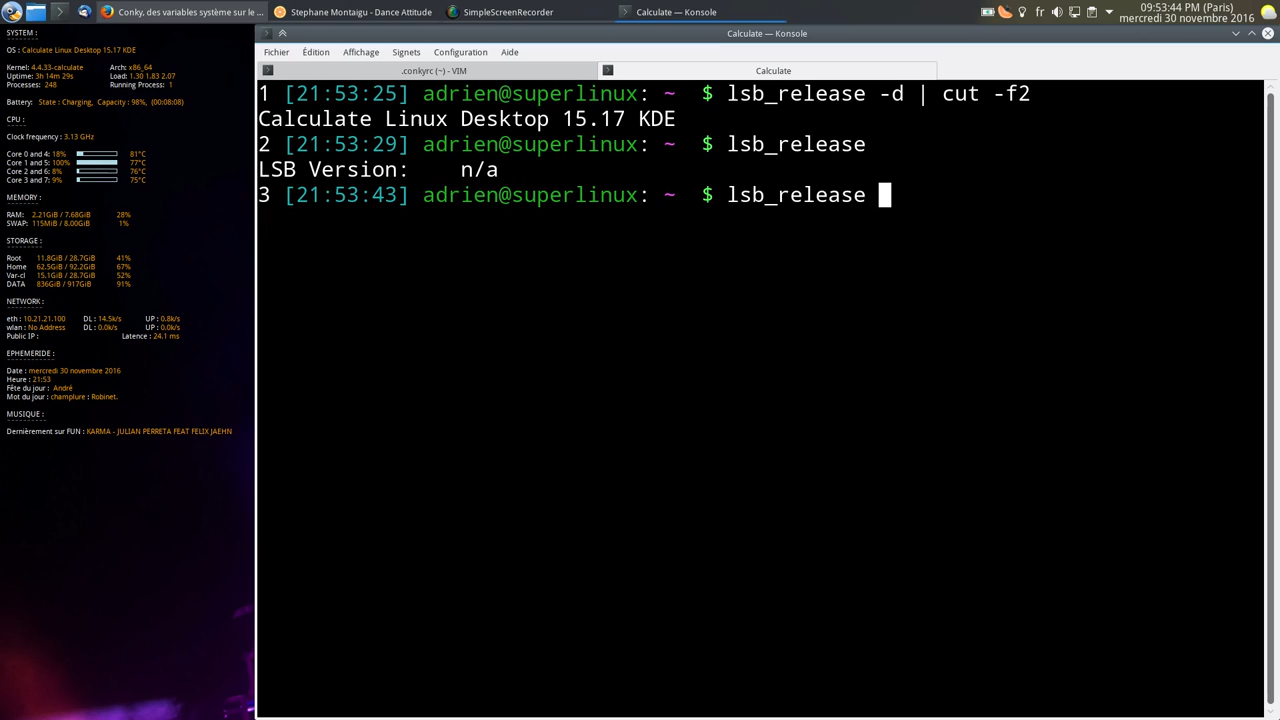 Conky, des variables système sur le ...
Stephane Montaigu - Dance Attitude
SimpleScreenRecorder
Calculate — Konsole
fr
09:53:44 PM (Paris)
mercredi 30 novembre 2016
SYSTEM :
OS : Calculate Linux Desktop 15.17 KDE
Kernel: 4.4.33-calculate Arch: x86_64
Uptime: 3h 14m 29s Load: 1.30 1.83 2.07
Processes: 248 Running Process: 1
Battery: State : Charging, Capacity : 98%, (00:08:08)
CPU :
Clock frequency : 3.13 GHz
Core 0 and 4: 18% 81°C
Core 1 and 5: 100% 77°C
Core 2 and 6: 8% 76°C
Core 3 and 7: 9% 75°C
MEMORY :
RAM: 2.21GiB / 7.68GiB 28%
SWAP: 115MiB / 8.00GiB 1%
STORAGE :
Root 11.8GiB / 28.7GiB 41%
Home 62.5GiB / 92.2GiB 67%
Var-cl 15.1GiB / 28.7GiB 52%
DATA 836GiB / 917GiB 91%
NETWORK :
eth : 10.21.21.100 DL : 14.5k/s UP : 0.8k/s
wlan : No Address DL : 0.0k/s UP : 0.0k/s
Public IP : Latence : 24.1 ms
EPHEMERIDE :
Date : mercredi 30 novembre 2016
Heure : 21:53
Fête du jour : André
Mot du jour : champlure : Robinet.
MUSIQUE :
Dernièrement sur FUN : KARMA - JULIAN PERRETA FEAT FELIX JAEHN
Calculate — Konsole
Fichier Édition Affichage Signets Configuration Aide
.conkyrc (~) - VIM
Calculate
1 [21:53:25] adrien@superlinux: ~ $ lsb_release -d | cut -f2
Calculate Linux Desktop 15.17 KDE
2 [21:53:29] adrien@superlinux: ~ $ lsb_release
LSB Version: n/a
3 [21:53:43] adrien@superlinux: ~ $ lsb_release